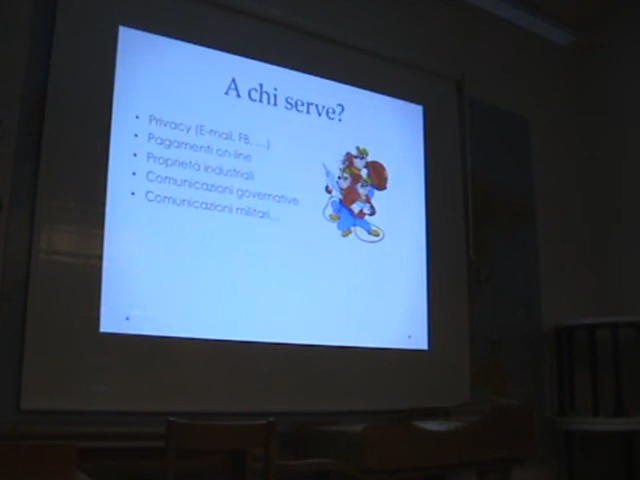 A chi serve?
• Privacy (E-mail, FB,....)
• Pagamenti on-line
• Proprietà industriali
• Comunicazioni governative
• Comunicazioni militari...